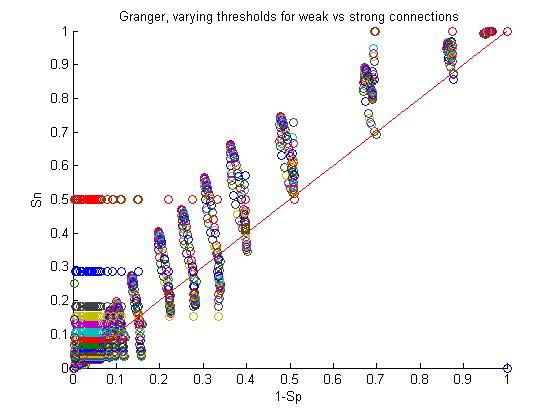 Granger, varying thresholds for weak vs strong connections
1
0.9
0.8
0.7
0.6
0.5
0.4
0.3
0.2
0.1
0
Sn
0 0.1 0.2 0.3 0.4 0.5 0.6 0.7 0.8 0.9 1
1-Sp